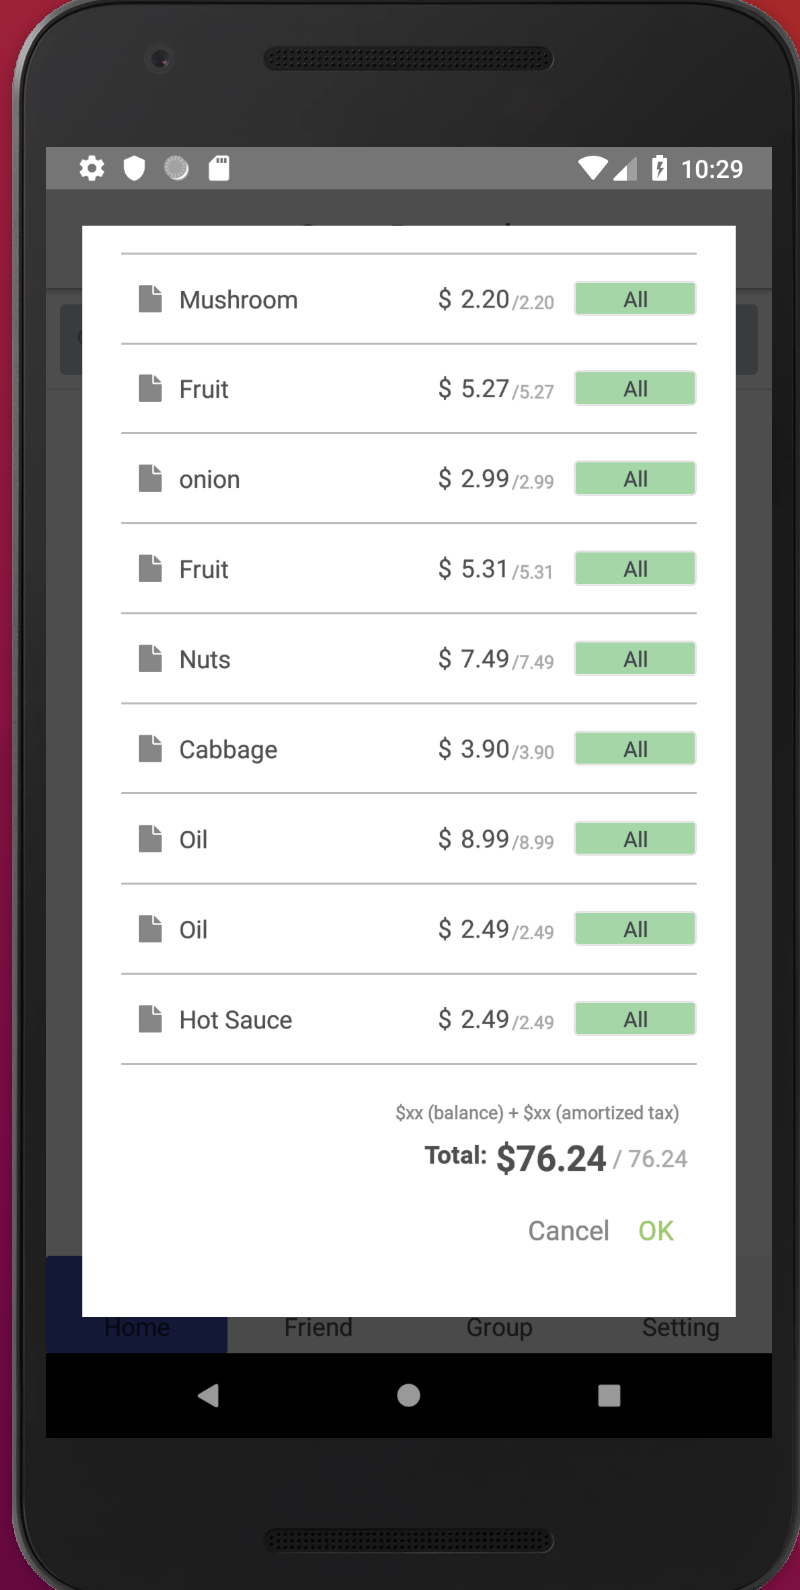 10:29
Mushroom $ 2.20/2.20 All
Fruit $ 5.27/5.27 All
onion $ 2.99/2.99 All
Fruit $ 5.31/5.31 All
Nuts $ 7.49/7.49 All
Cabbage $ 3.90/3.90 All
Oil $ 8.99/8.99 All
Oil $ 2.49/2.49 All
Hot Sauce $ 2.49/2.49 All
$xx (balance) + $xx (amortized tax)
Total: $76.24 / 76.24
Cancel OK
Home Friend Group Setting